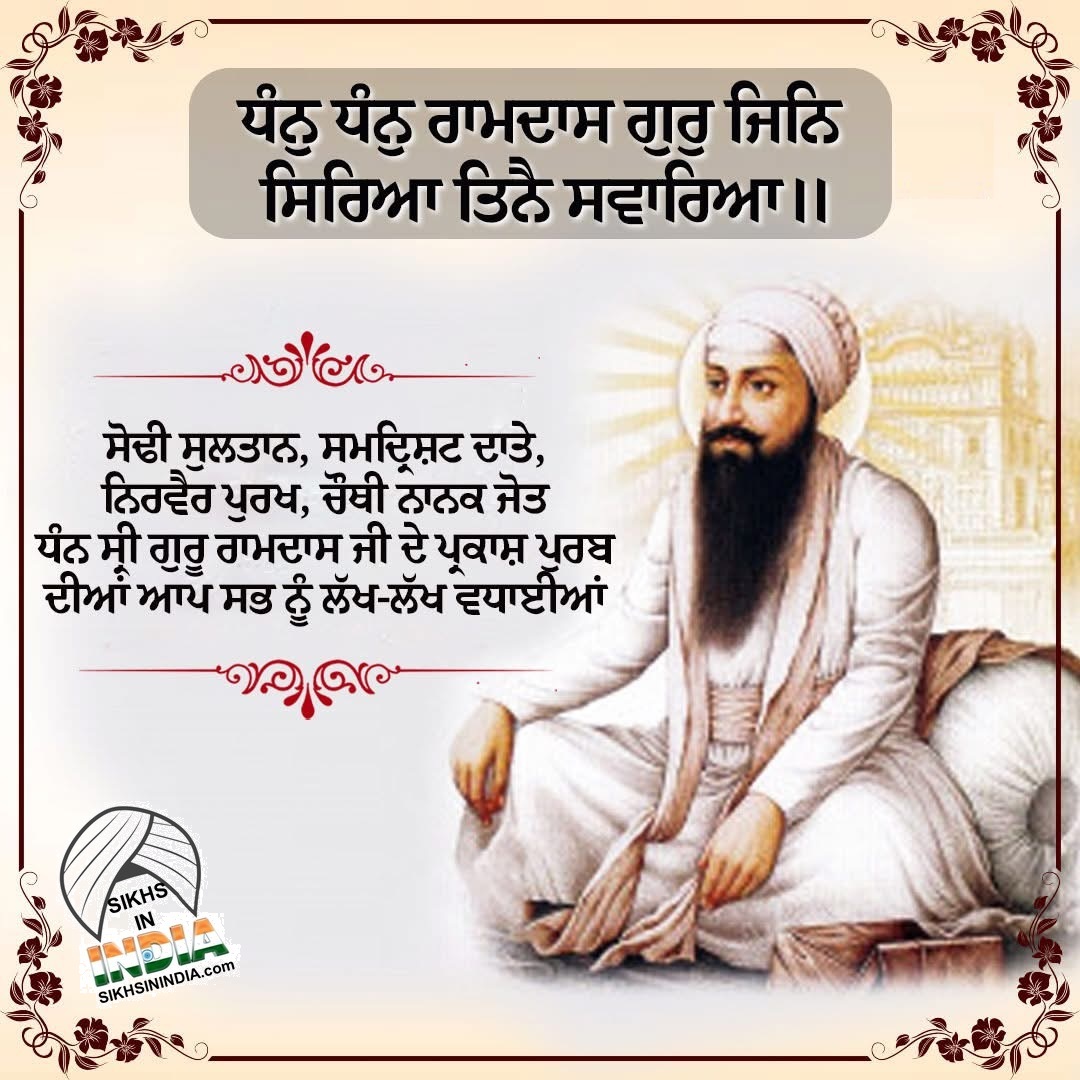 ਧੰਨੁ ਧੰਨੁ ਰਾਮਦਾਸ ਗੁਰੁ ਜਿਨਿ
ਸਿਰਿਆ ਤਿਨੈ ਸਵਾਰਿਆ।।
ਸੋਢੀ ਸੁਲਤਾਨ, ਸਮਦ੍ਰਿਸ਼ਟ ਦਾਤੇ,
ਨਿਰਵੈਰ ਪੁਰਖ, ਚੌਥੀ ਨਾਨਕ ਜੋਤ
ਧੰਨ ਸ੍ਰੀ ਗੁਰੂ ਰਾਮਦਾਸ ਜੀ ਦੇ ਪ੍ਰਕਾਸ਼ ਪੁਰਬ
ਦੀਆਂ ਆਪ ਸਭ ਨੂੰ ਲੱਖ-ਲੱਖ ਵਧਾਈਆਂ
SIKHS
IN
INDIA
SIKHSININDIA.com